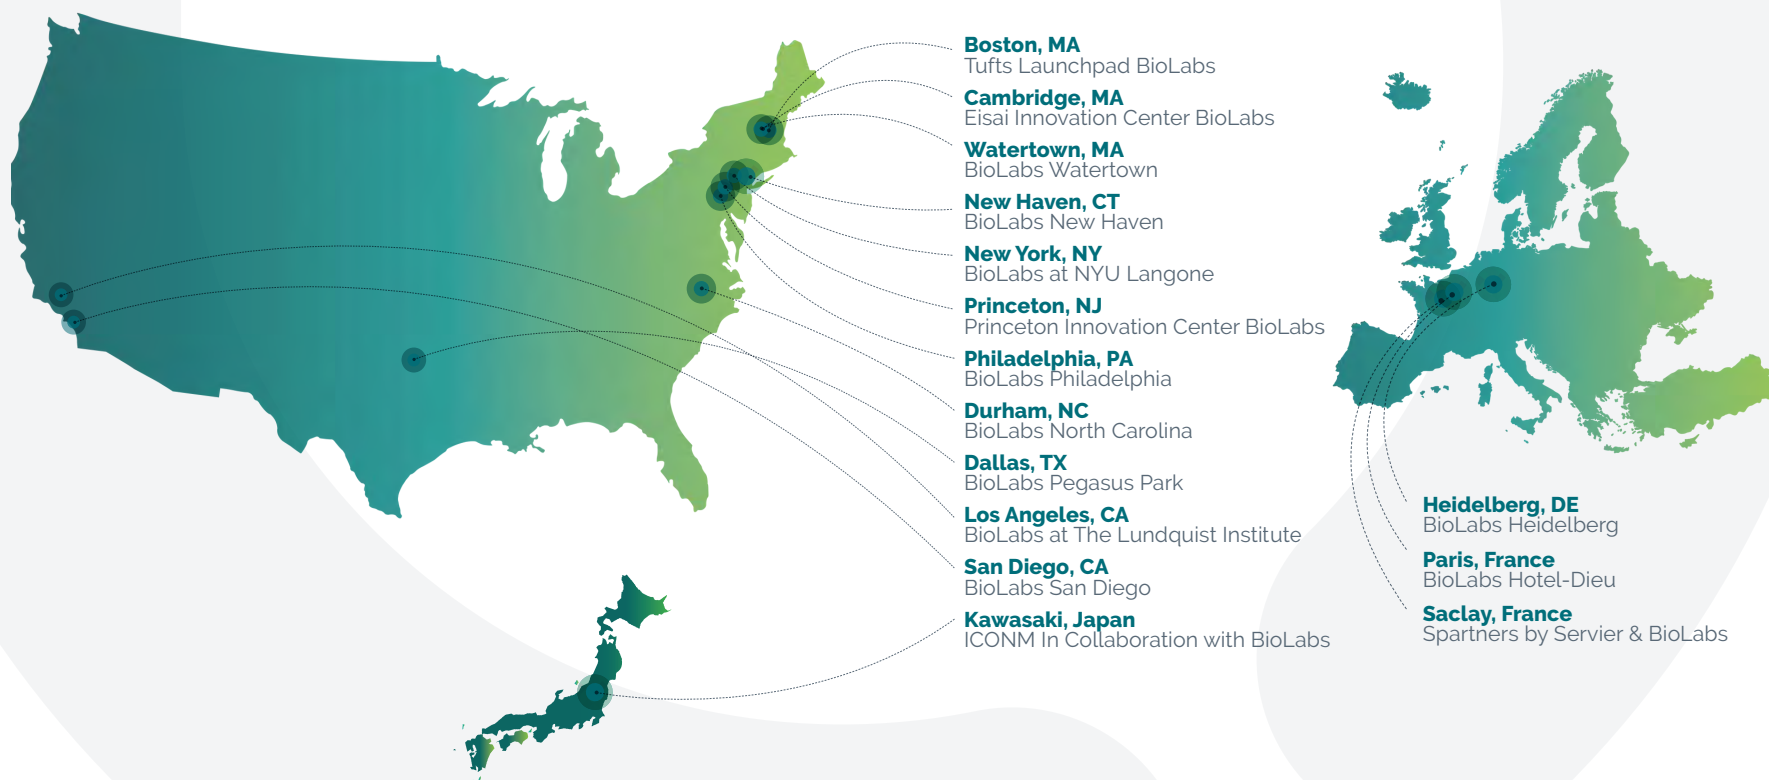 Boston, MA
Tufts Launchpad BioLabs
Cambridge, MA
Eisai Innovation Center BioLabs
Watertown, MA
BioLabs Watertown
New Haven, CT
BioLabs New Haven
New York, NY
BioLabs at NYU Langone
Princeton, NJ
Princeton Innovation Center BioLabs
Philadelphia, PA
BioLabs Philadelphia
Durham, NC
BioLabs North Carolina
Dallas, TX
BioLabs Pegasus Park
Los Angeles, CA
BioLabs at The Lundquist Institute
San Diego, CA
BioLabs San Diego
Kawasaki, Japan
ICONM In Collaboration with BioLabs
Heidelberg, DE
BioLabs Heidelberg
Paris, France
BioLabs Hotel-Dieu
Saclay, France
Spartners by Servier & BioLabs